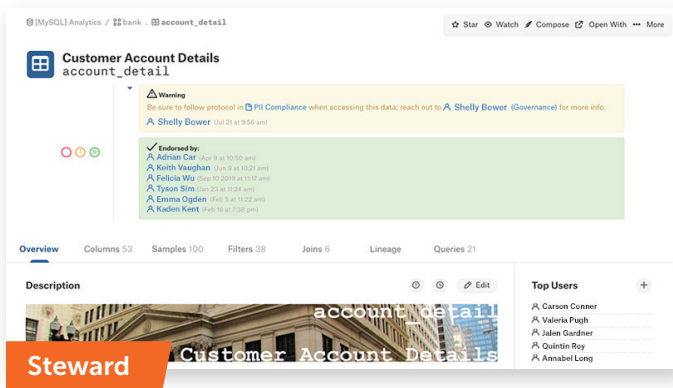 [MySQL] Analytics / bank . account_detail
Star Watch Compose Open With ••• More
Customer Account Details
account_detail
Warning
Be sure to follow protocol in PII Compliance when accessing this data; reach out to Shelly Bower (Governance) for more info.
Shelly Bower (Jul 21 at 9:56 am)
Endorsed by:
Adrian Car (Apr 9 at 10:50 am)
Keith Vaughan (Jun 9 at 10:21 am)
Felicia Wu (Sep 10 2019 at 11:17 am)
Tyson Sim (Jan 23 at 11:24 am)
Emma Ogden (Feb 5 at 11:22 am)
Kaden Kent (Feb 16 at 7:38 pm)
Overview Columns 53 Samples 100 Filters 38 Joins 6 Lineage Queries 21
Description
Edit
Top Users +
account_detail
Customer Account Details
Carson Conner
Valeria Pugh
Jalen Gardner
Quintin Roy
Annabel Long
Steward